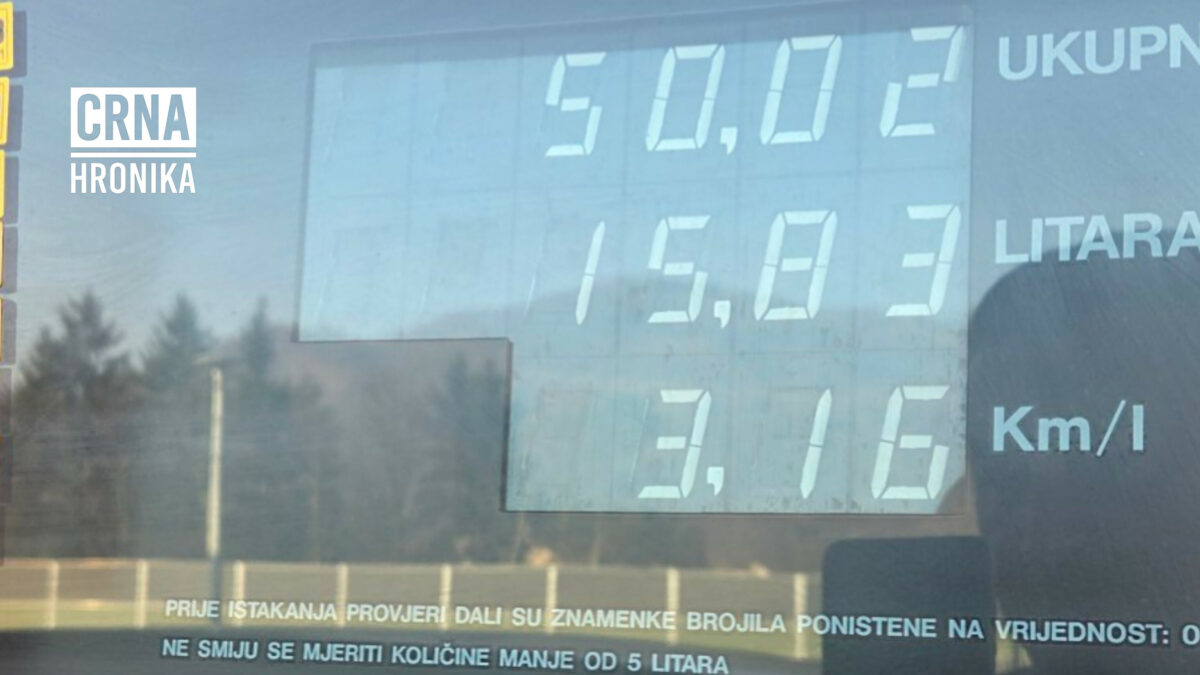 CRNA
HRONIKA
50,02 UKUPN
15,83 LITARA
3,16 Km/l
PRIJE ISTAKANJA PROVJERI DALI SU ZNAMENKE BROJILA PONISTENE NA VRIJEDNOST: 0
NE SMIJU SE MJERITI KOLIČINE MANJE OD 5 LITARA